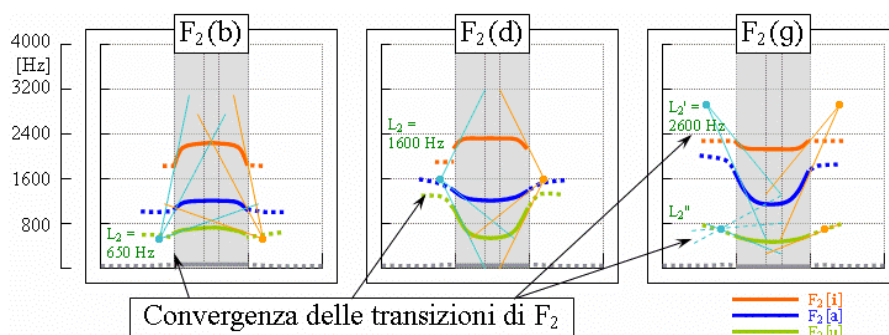 F₂(b)
F₂(d)
F₂(g)
4000
[Hz]
3200
2400
1600
800
L₂ =
650 Hz
L₂ =
1600 Hz
L₂' =
2600 Hz
L₂"
Convergenza delle transizioni di F₂
F₂[i]
F₂[a]
F₂[u]